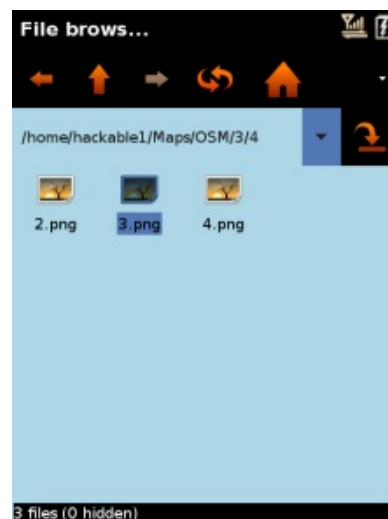 File brows...
/home/hackable1/Maps/OSM/3/4
2.png
3.png
4.png
3 files (0 hidden)